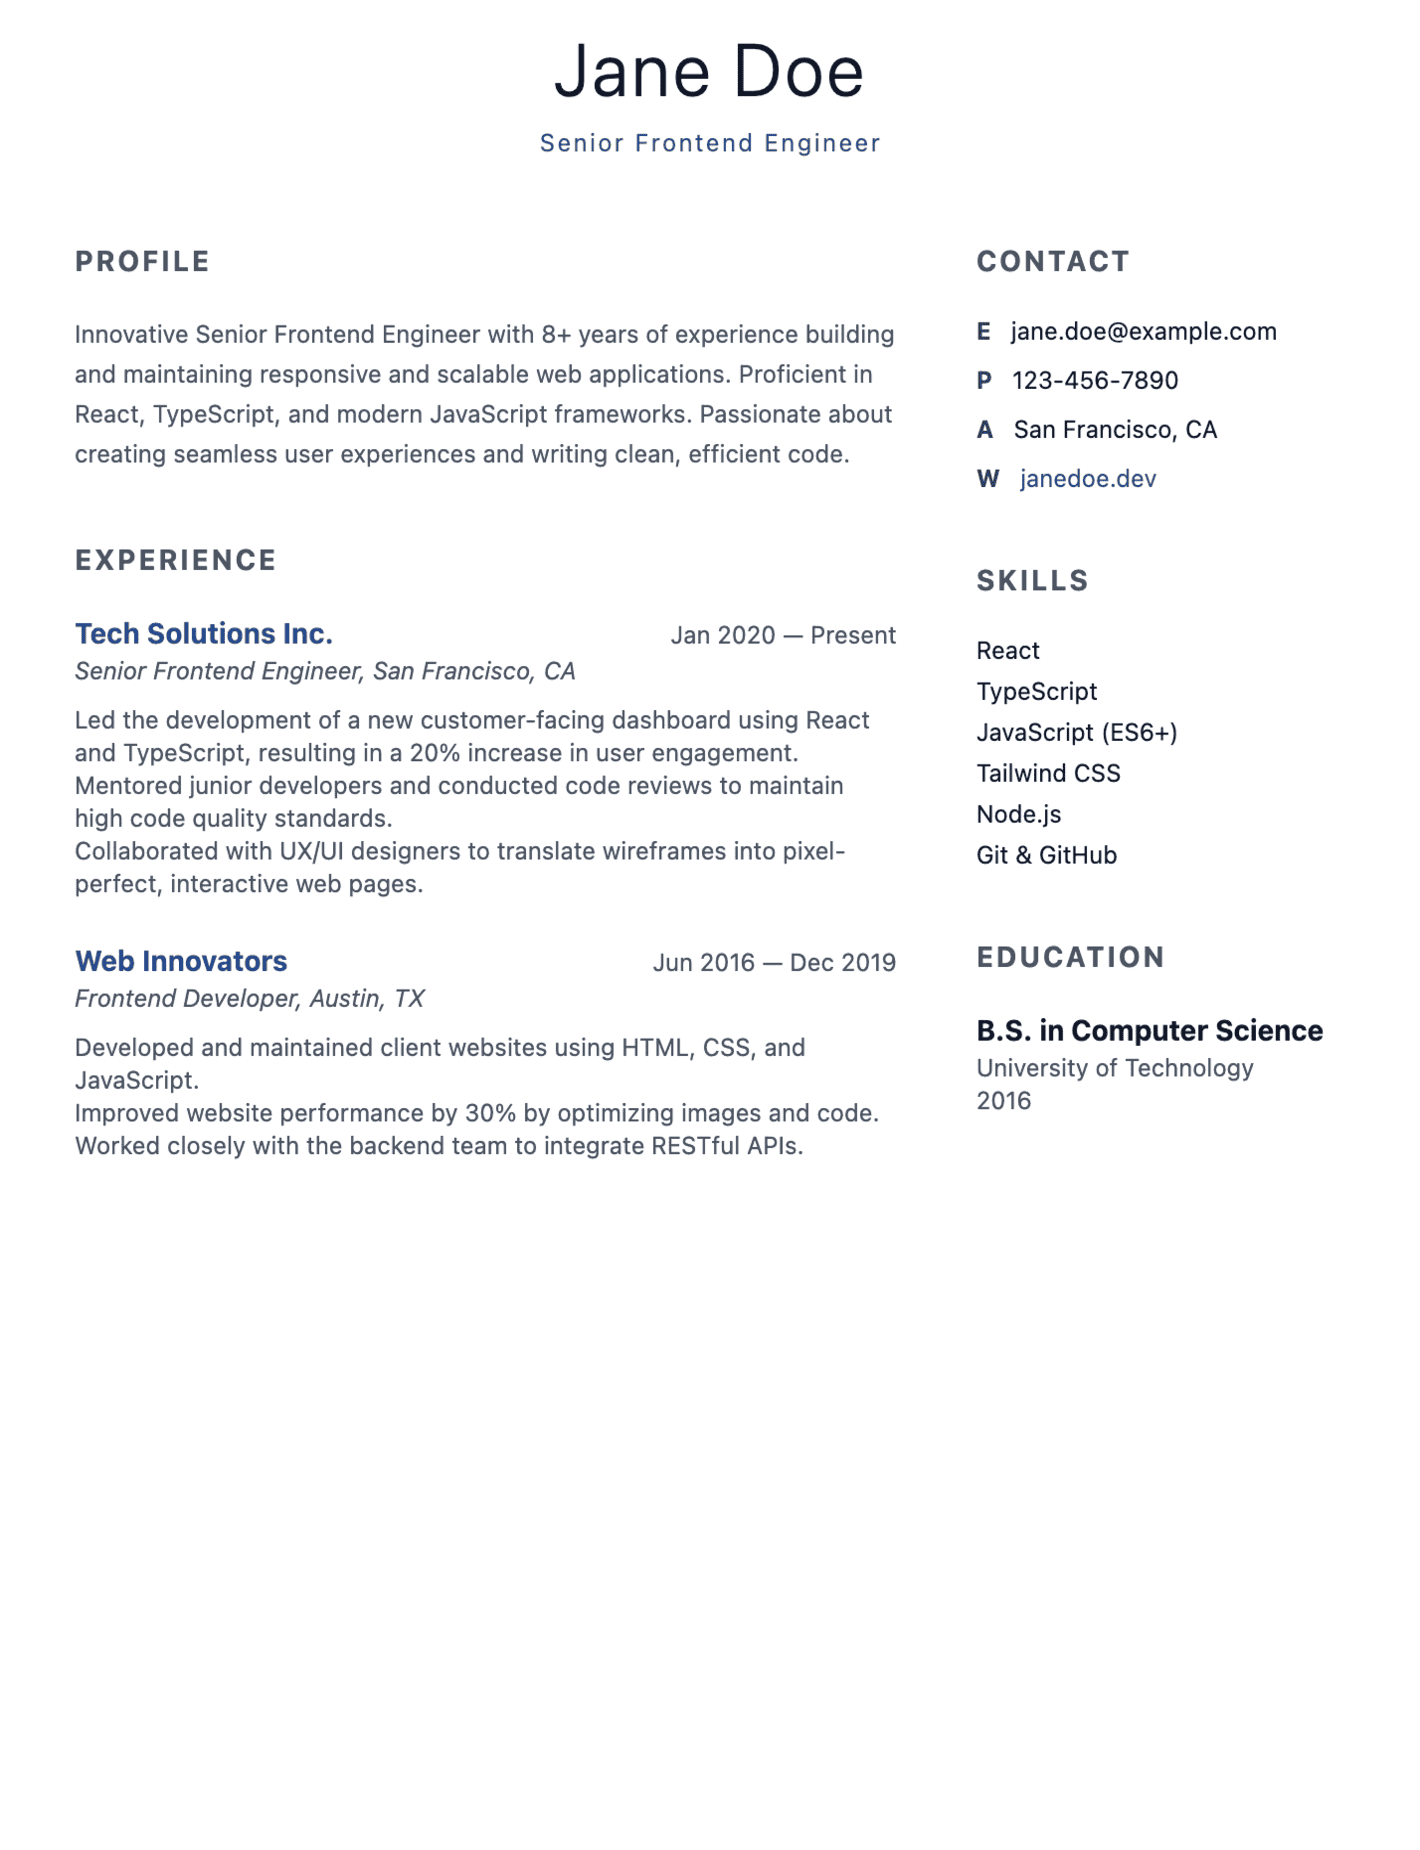 Jane Doe
Senior Frontend Engineer
PROFILE
Innovative Senior Frontend Engineer with 8+ years of experience building
and maintaining responsive and scalable web applications. Proficient in
React, TypeScript, and modern JavaScript frameworks. Passionate about
creating seamless user experiences and writing clean, efficient code.
EXPERIENCE
Tech Solutions Inc. Jan 2020 — Present
Senior Frontend Engineer, San Francisco, CA
Led the development of a new customer-facing dashboard using React
and TypeScript, resulting in a 20% increase in user engagement.
Mentored junior developers and conducted code reviews to maintain
high code quality standards.
Collaborated with UX/UI designers to translate wireframes into pixel-
perfect, interactive web pages.
Web Innovators Jun 2016 — Dec 2019
Frontend Developer, Austin, TX
Developed and maintained client websites using HTML, CSS, and
JavaScript.
Improved website performance by 30% by optimizing images and code.
Worked closely with the backend team to integrate RESTful APIs.
CONTACT
E jane.doe@example.com
P 123-456-7890
A San Francisco, CA
W janedoe.dev
SKILLS
React
TypeScript
JavaScript (ES6+)
Tailwind CSS
Node.js
Git & GitHub
EDUCATION
B.S. in Computer Science
University of Technology
2016